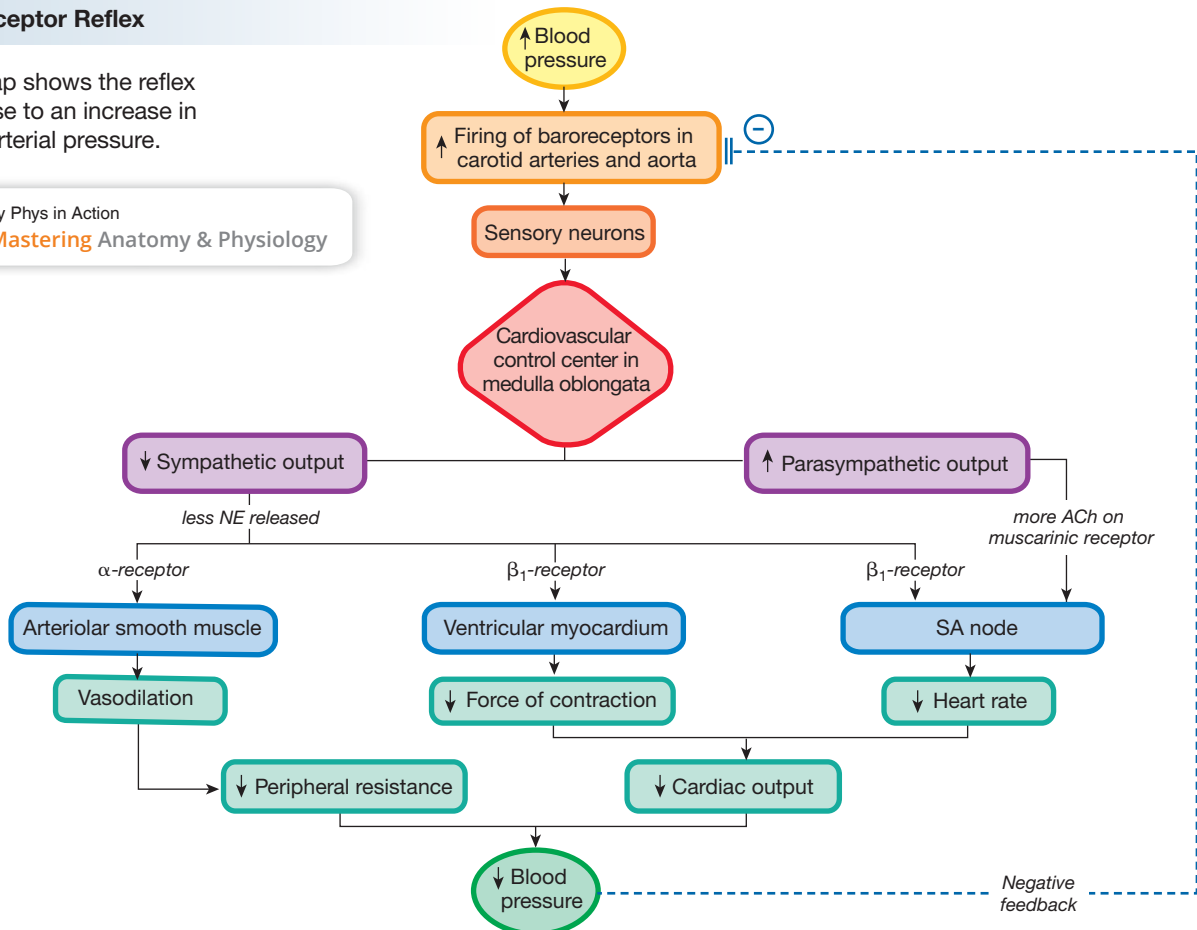 ceptor Reflex
ap shows the reflex
se to an increase in
rterial pressure.
y Phys in Action
Mastering Anatomy & Physiology
↑ Blood
pressure
↑ Firing of baroreceptors in
carotid arteries and aorta
−
Sensory neurons
Cardiovascular
control center in
medulla oblongata
↓ Sympathetic output
↑ Parasympathetic output
less NE released
more ACh on
muscarinic receptor
α-receptor
β₁-receptor
β₁-receptor
Arteriolar smooth muscle
Ventricular myocardium
SA node
Vasodilation
↓ Force of contraction
↓ Heart rate
↓ Peripheral resistance
↓ Cardiac output
↓ Blood
pressure
Negative
feedback